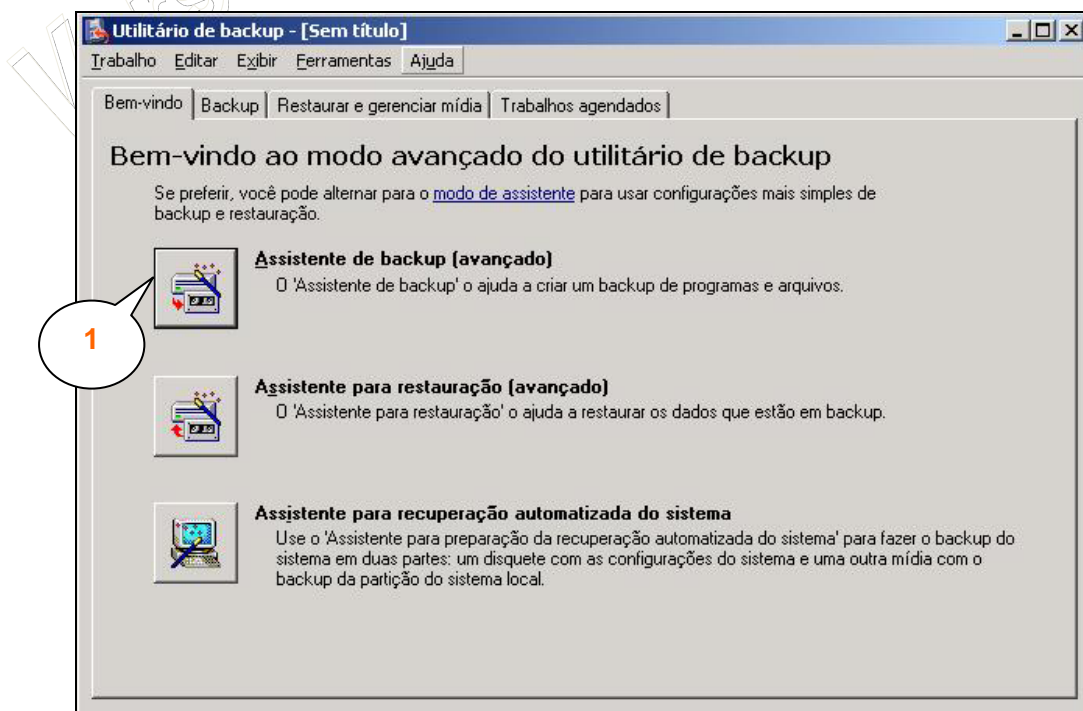 Utilitário de backup - [Sem título]
Trabalho Editar Exibir Ferramentas Ajuda
Bem-vindo Backup Restaurar e gerenciar mídia Trabalhos agendados
Bem-vindo ao modo avançado do utilitário de backup
Se preferir, você pode alternar para o modo de assistente para usar configurações mais simples de
backup e restauração.
Assistente de backup (avançado)
O 'Assistente de backup' o ajuda a criar um backup de programas e arquivos.
1
Assistente para restauração (avançado)
O 'Assistente para restauração' o ajuda a restaurar os dados que estão em backup.
Assistente para recuperação automatizada do sistema
Use o 'Assistente para preparação da recuperação automatizada do sistema' para fazer o backup do
sistema em duas partes: um disquete com as configurações do sistema e uma outra mídia com o
backup da partição do sistema local.